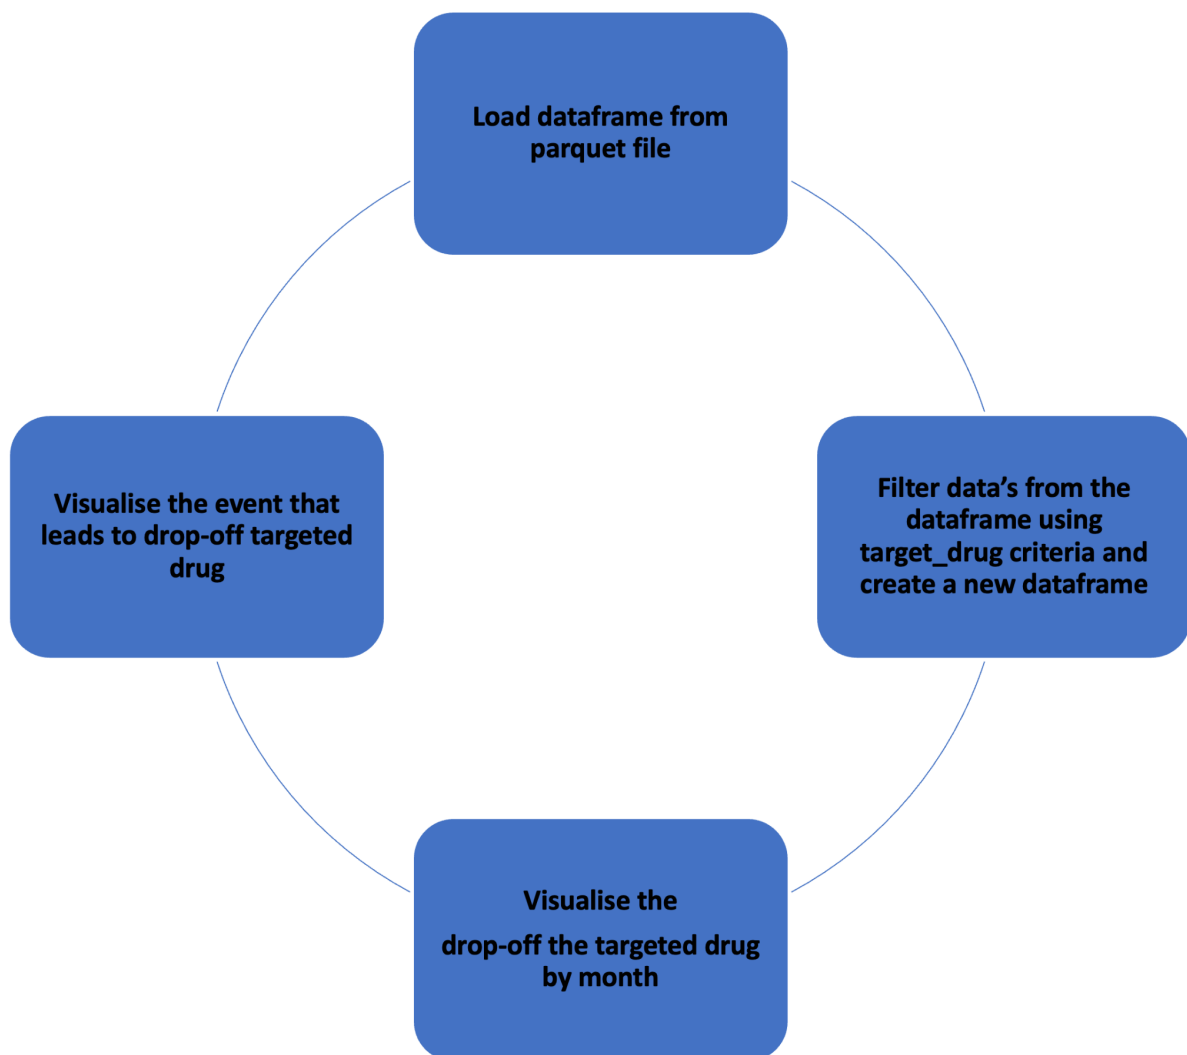 Load dataframe from
parquet file
Filter data’s from the
dataframe using
target_drug criteria and
create a new dataframe
Visualise the
drop-off the targeted drug
by month
Visualise the event that
leads to drop-off targeted
drug